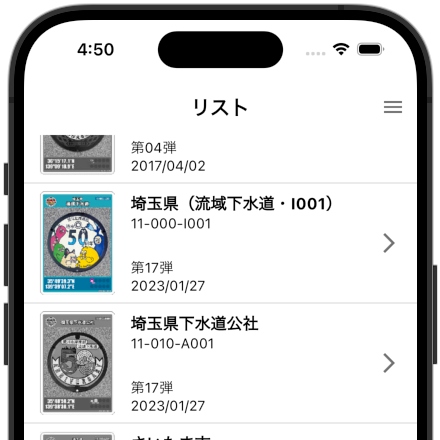 4:50
リスト
第04弾
2017/04/02
埼玉県（流域下水道・I001）
11-000-I001
第17弾
2023/01/27
50
埼玉県下水道公社
11-010-A001
第17弾
2023/01/27